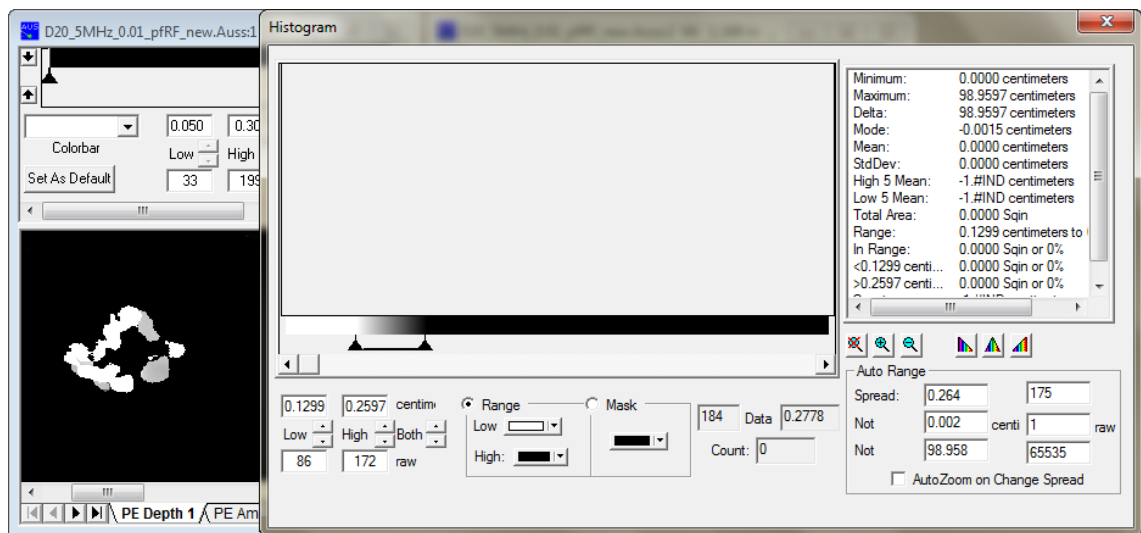 D20_5MHz_0.01_pfRF_new.Auss:1
0.050 0.30
Colorbar
Low High
Set As Default
33 199
PE Depth 1 PE Am
Histogram
Minimum: 0.0000 centimeters
Maximum: 98.9597 centimeters
Delta: 98.9597 centimeters
Mode: -0.0015 centimeters
Mean: 0.0000 centimeters
StdDev: 0.0000 centimeters
High 5 Mean: -1.#IND centimeters
Low 5 Mean: -1.#IND centimeters
Total Area: 0.0000 Sqin
Range: 0.1299 centimeters to
In Range: 0.0000 Sqin or 0%
<0.1299 centi... 0.0000 Sqin or 0%
>0.2597 centi... 0.0000 Sqin or 0%
0.1299 0.2597 centime
Low High Both
86 172 raw
Range Mask
Low
High:
184 Data 0.2778
Count: 0
Auto Range
Spread: 0.264 175
Not 0.002 centi 1 raw
Not 98.958 65535
AutoZoom on Change Spread